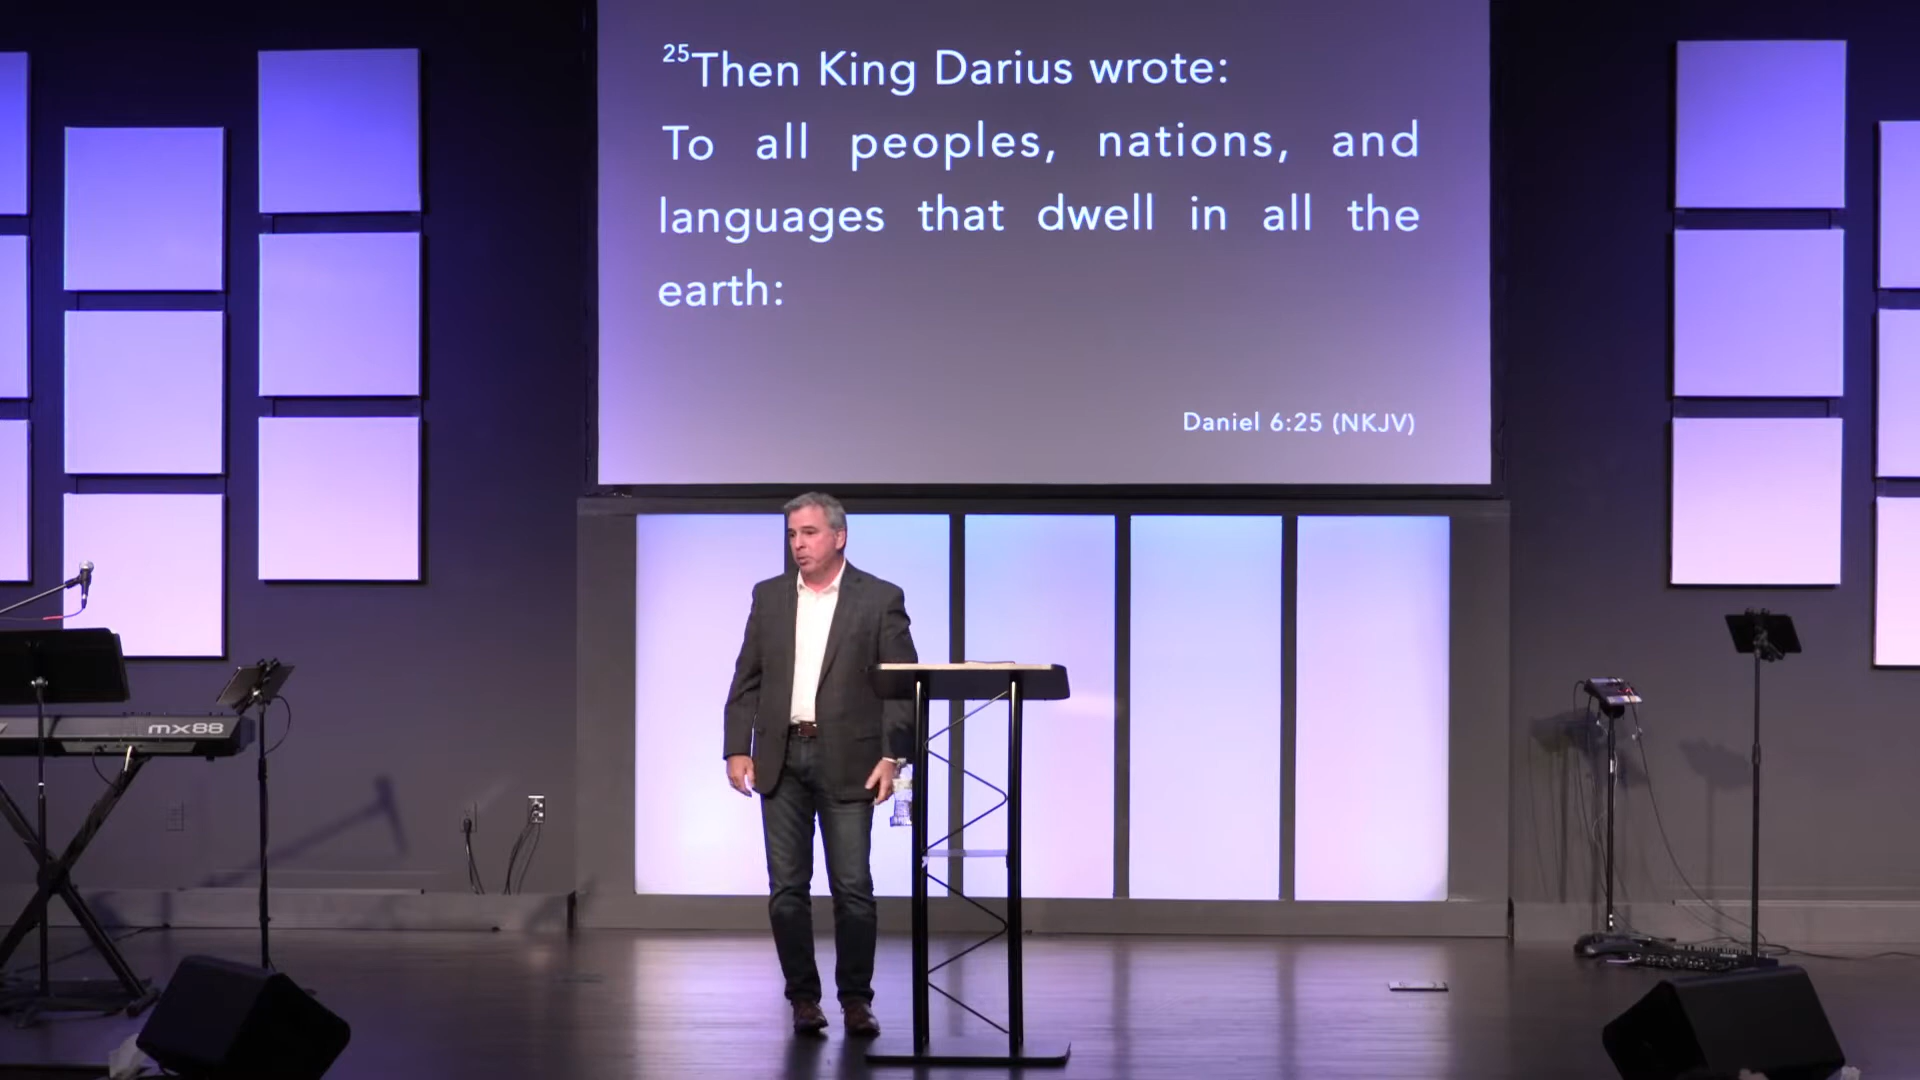 25Then King Darius wrote:
To all peoples, nations, and
languages that dwell in all the
earth:
Daniel 6:25 (NKJV)
mx88